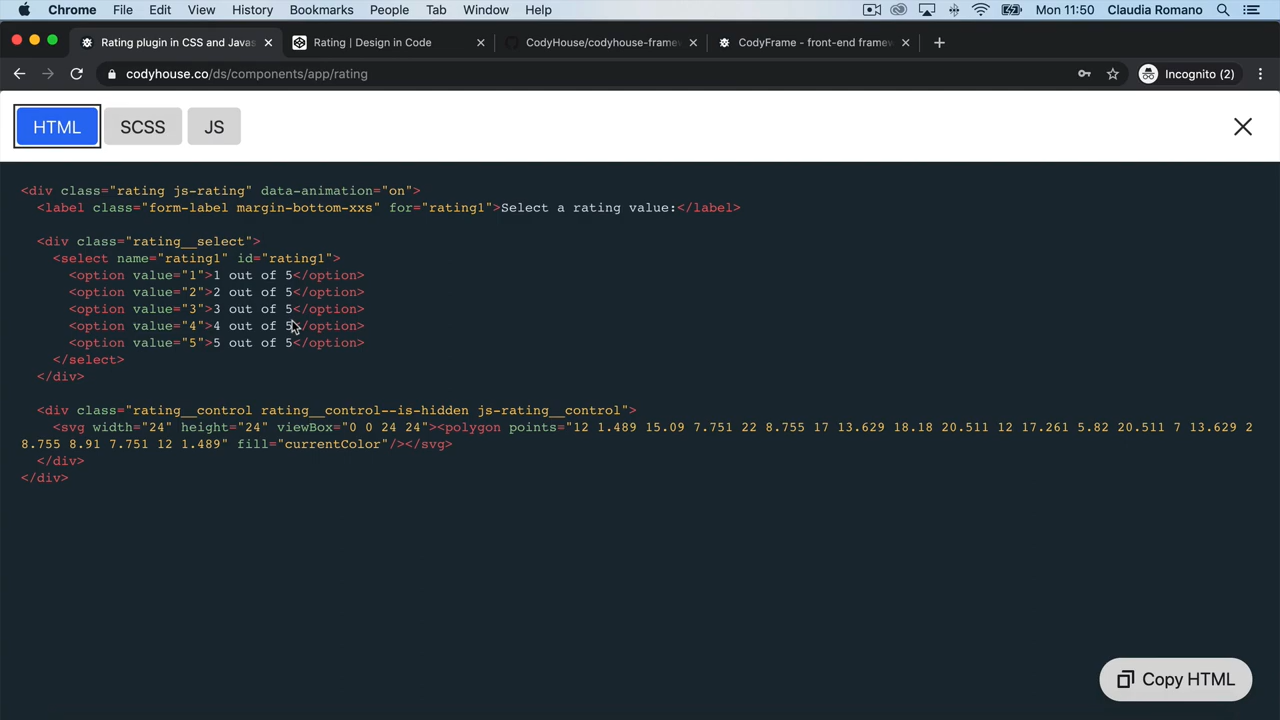 Chrome File Edit View History Bookmarks People Tab Window Help Mon 11:50 Claudia Romano
Rating plugin in CSS and Javas Rating | Design in Code CodyHouse/codyhouse-frame CodyFrame - front-end framew
codyhouse.co/ds/components/app/rating Incognito (2)
HTML SCSS JS
<div class="rating js-rating" data-animation="on">
<label class="form-label margin-bottom-xxs" for="rating1">Select a rating value:</label>
<div class="rating__select">
<select name="rating1" id="rating1">
<option value="1">1 out of 5</option>
<option value="2">2 out of 5</option>
<option value="3">3 out of 5</option>
<option value="4">4 out of 5</option>
<option value="5">5 out of 5</option>
</select>
</div>
<div class="rating__control rating__control--is-hidden js-rating__control">
<svg width="24" height="24" viewBox="0 0 24 24"><polygon points="12 1.489 15.09 7.751 22 8.755 17 13.629 18.18 20.511 12 17.261 5.82 20.511 7 13.629 2
8.755 8.91 7.751 12 1.489" fill="currentColor"/></svg>
</div>
</div>
Copy HTML